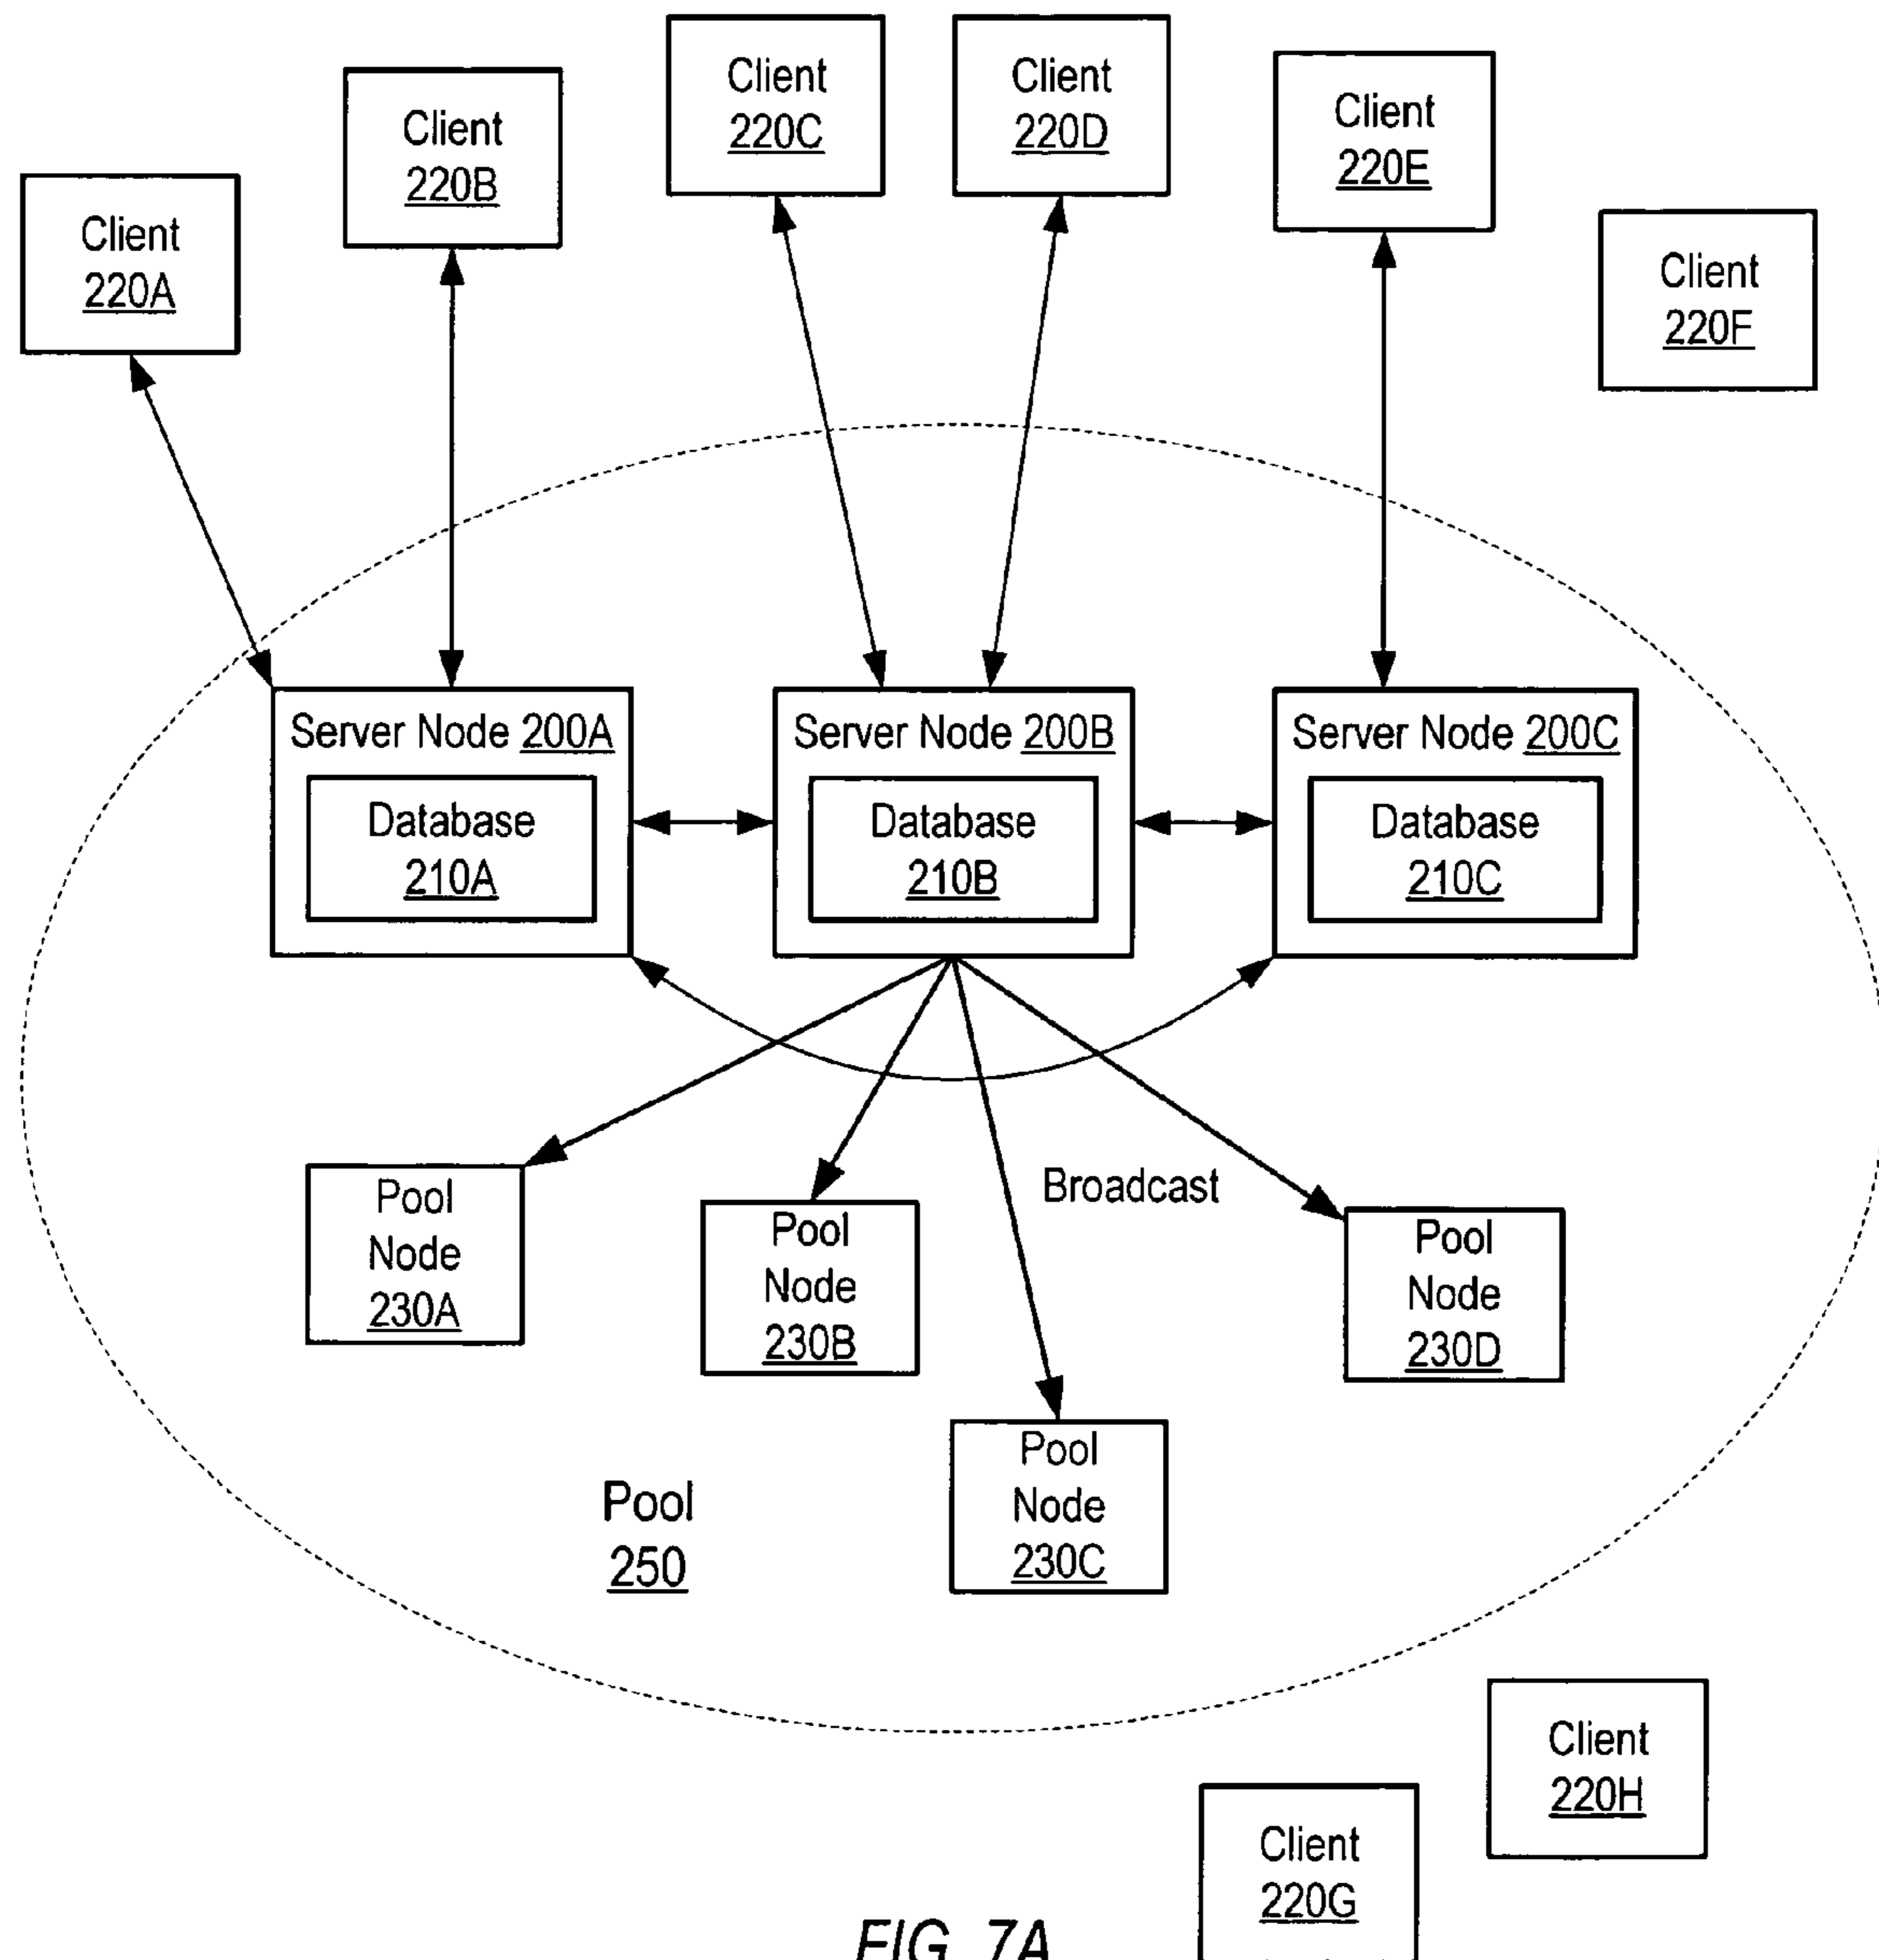 Client
220A
Client
220B
Client
220C
Client
220D
Client
220E
Client
220F
Server Node 200A
Database
210A
Server Node 200B
Database
210B
Server Node 200C
Database
210C
Broadcast
Pool
Node
230A
Pool
Node
230B
Pool
Node
230C
Pool
Node
230D
Pool
250
Client
220H
Client
220G
FIG. 7A